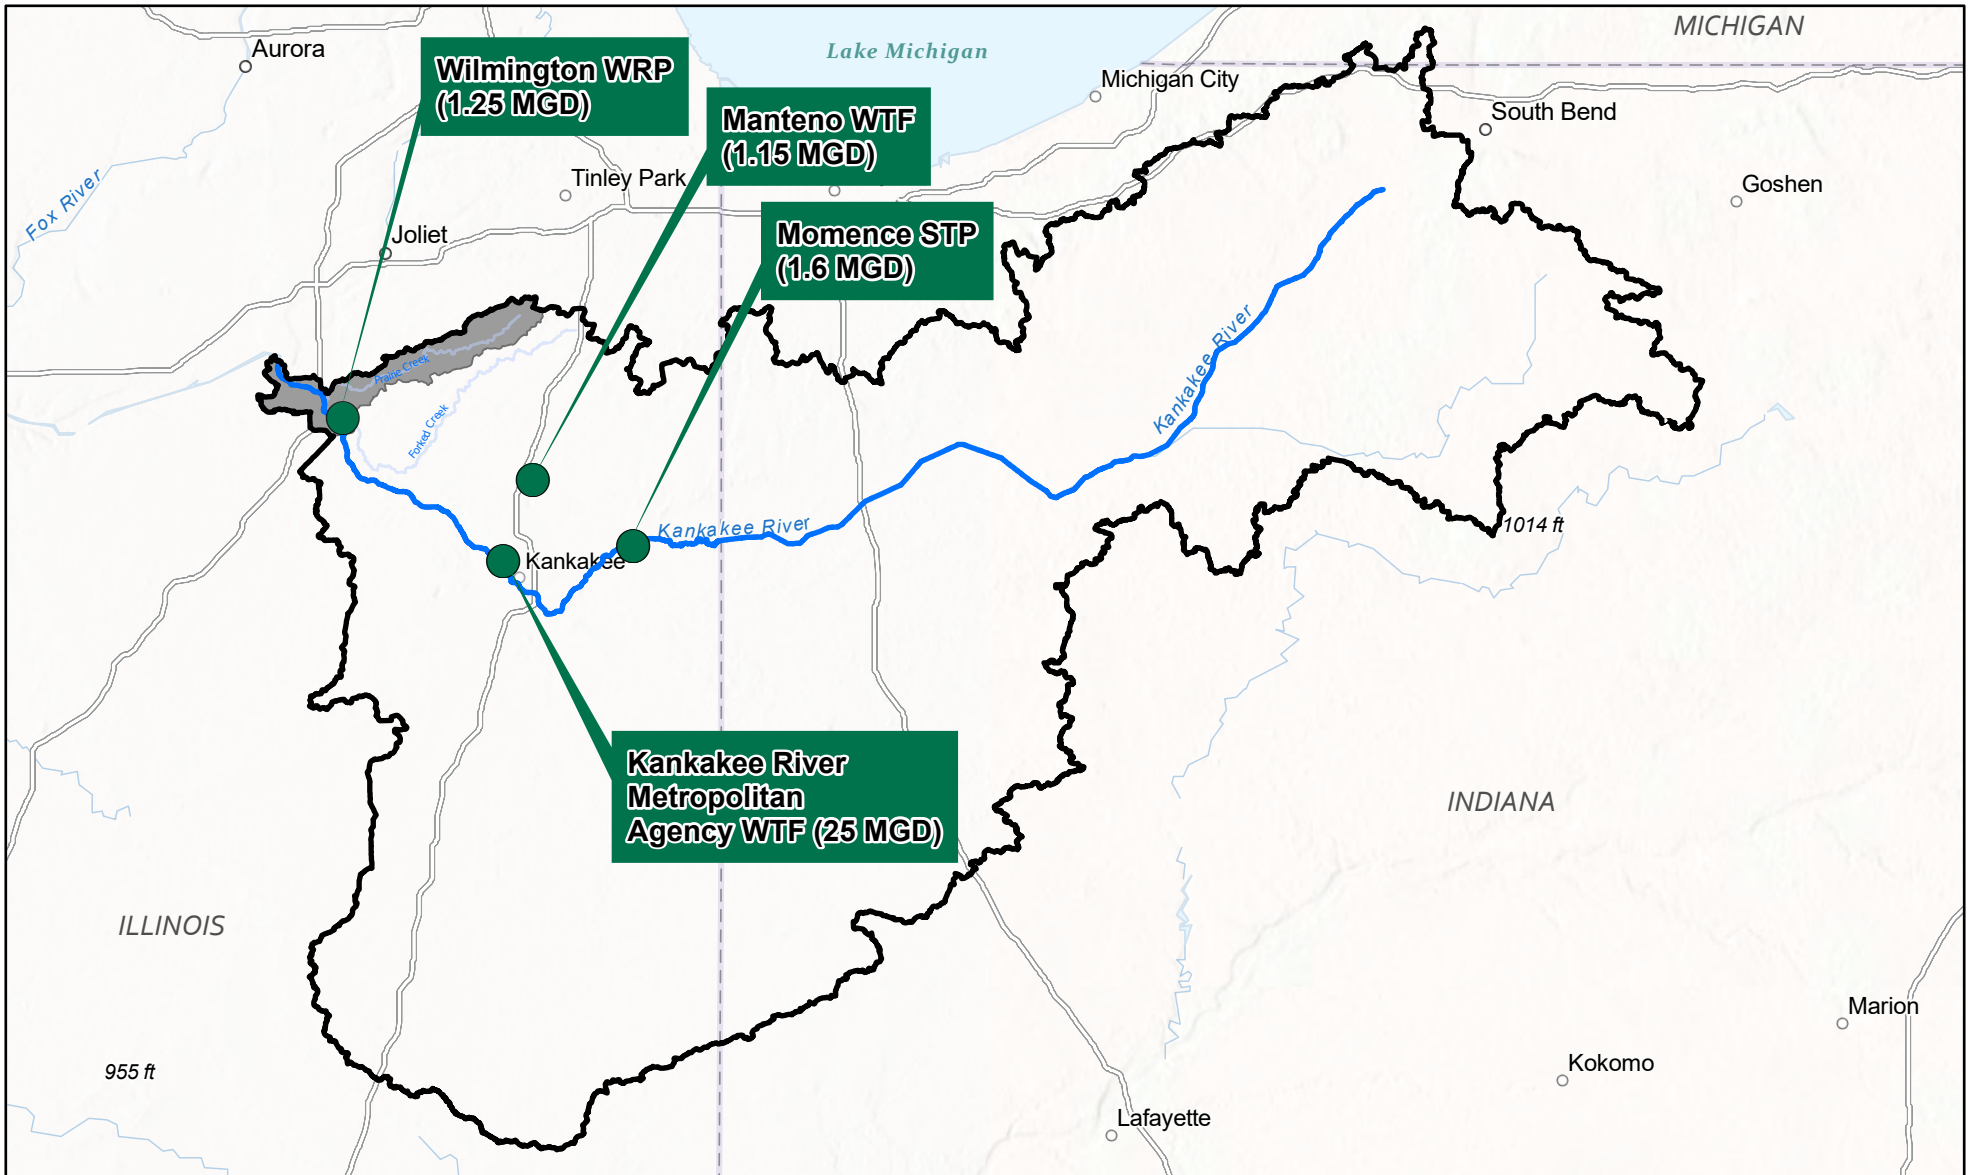 MICHIGAN
Aurora
Lake Michigan
Wilmington WRP
(1.25 MGD)
Michigan City
South Bend
Manteno WTF
(1.15 MGD)
Tinley Park
Goshen
Fox River
Joliet
Momence STP
(1.6 MGD)
Kankakee River
Prairie Creek
Forked Creek
Kankakee River
1014 ft
Kankakee
Kankakee River
Metropolitan
Agency WTF (25 MGD)
INDIANA
ILLINOIS
Marion
955 ft
Kokomo
Lafayette